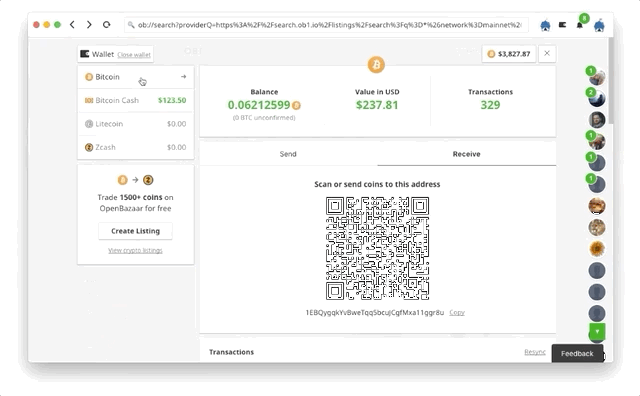 ob://search?providerQ=https%3A%2F%2Fsearch.ob1.io%2Flistings%2Fsearch%3Fq%3D*%26network%3Dmainnet%2
8
Wallet Close wallet
$3,827.87
Bitcoin
Bitcoin Cash $123.50
Litecoin $0.00
Zcash $0.00
Trade 1500+ coins on
OpenBazaar for free
Create Listing
View crypto listings
Balance Value in USD Transactions
0.06212599 $237.81 329
(0 BTC unconfirmed)
Send Receive
Scan or send coins to this address
Copy
Transactions Resync
Feedback
1
2
1
1
1